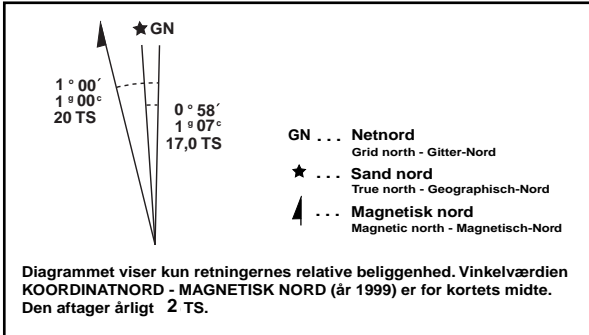 ★ GN
1 ° 00´
1 ᵍ 00 ᶜ
20 TS
0 ° 58´
1 ᵍ 07 ᶜ
17,0 TS
GN . . . Netnord
Grid north - Gitter-Nord
★ . . . Sand nord
True north - Geographisch-Nord
. . . Magnetisk nord
Magnetic north - Magnetisch-Nord
Diagrammet viser kun retningernes relative beliggenhed. Vinkelværdien
KOORDINATNORD - MAGNETISK NORD (år 1999) er for kortets midte.
Den aftager årligt 2 TS.